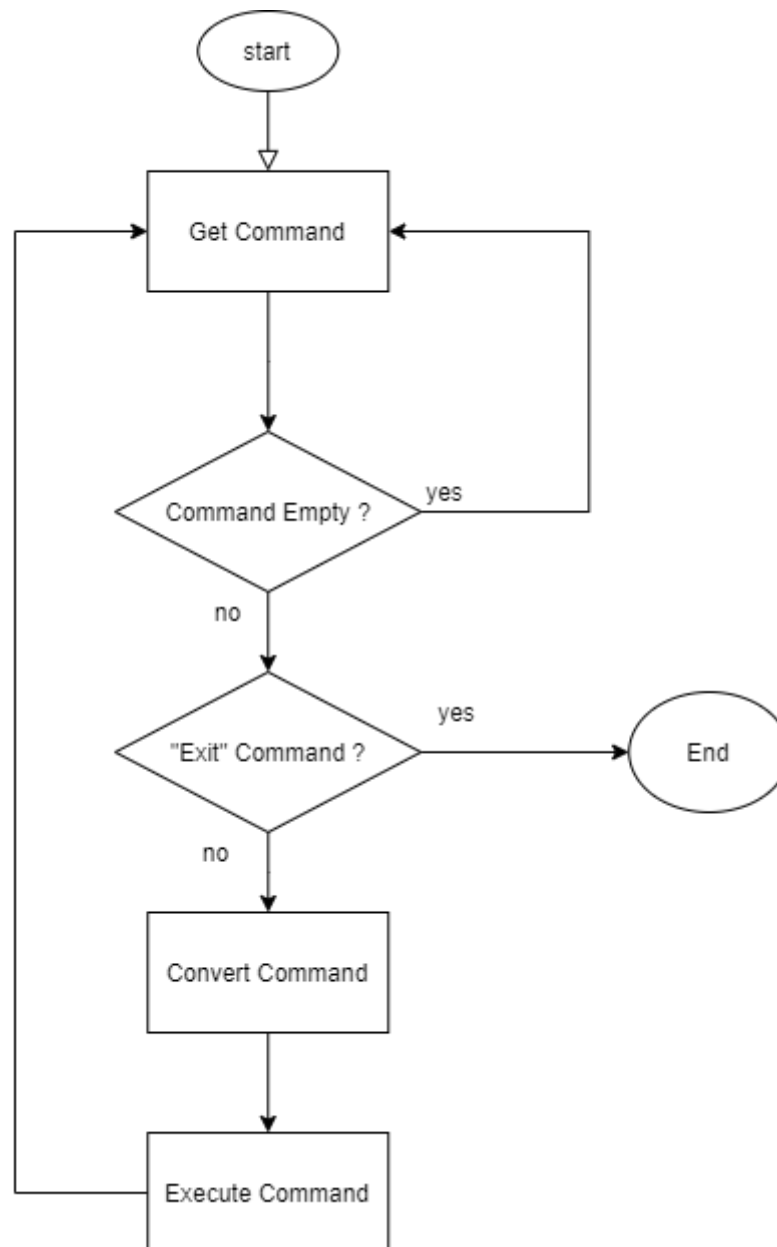 start
Get Command
Command Empty ?
yes
no
"Exit" Command ?
yes
End
no
Convert Command
Execute Command